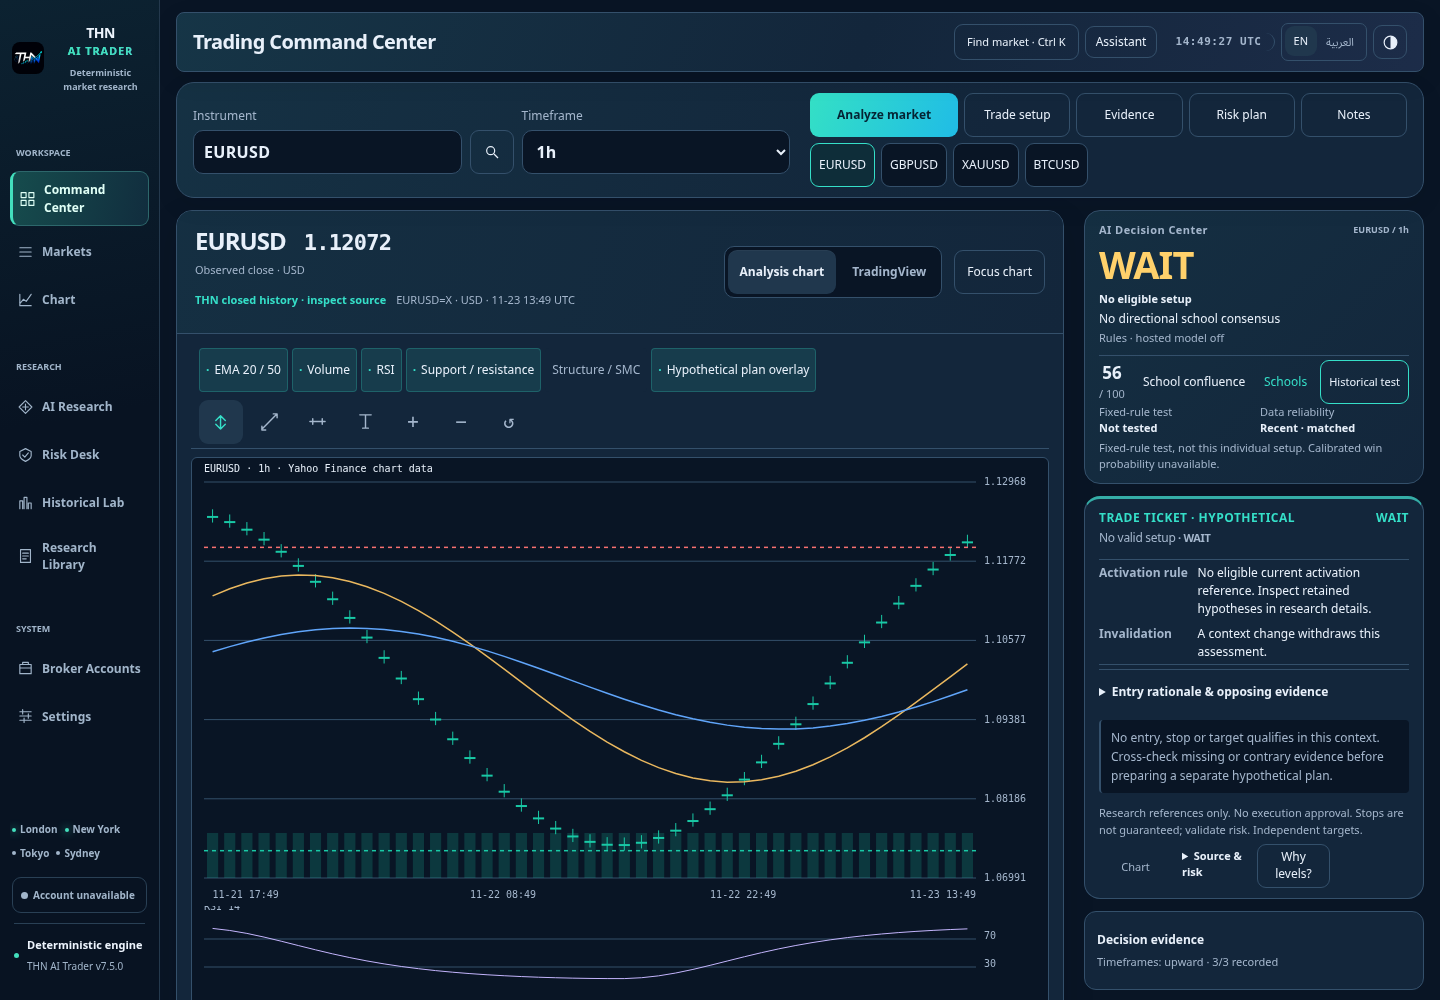 THN
AI TRADER
Deterministic
market research
WORKSPACE
Command
Center
Markets
Chart
RESEARCH
AI Research
Risk Desk
Historical Lab
Research
Library
SYSTEM
Broker Accounts
Settings
London New York
Tokyo Sydney
Account unavailable
Deterministic engine
THN AI Trader v7.5.0
Trading Command Center
Find market · Ctrl K
Assistant
14:49:27 UTC
EN
العربية
Instrument
EURUSD
Timeframe
1h
Analyze market
Trade setup
Evidence
Risk plan
Notes
EURUSD
GBPUSD
XAUUSD
BTCUSD
EURUSD 1.12072
Observed close · USD
THN closed history · inspect source EURUSD=X · USD · 11-23 13:49 UTC
Analysis chart
TradingView
Focus chart
· EMA 20 / 50
· Volume
· RSI
· Support / resistance
Structure / SMC
· Hypothetical plan overlay
EURUSD · 1h · Yahoo Finance chart data
1.12968
1.11772
1.10577
1.09381
1.08186
1.06991
11-21 17:49
11-22 08:49
11-22 22:49
11-23 13:49
RSI 14
70
30
AI Decision Center
EURUSD / 1h
WAIT
No eligible setup
No directional school consensus
Rules · hosted model off
56
/ 100
School confluence
Schools
Historical test
Fixed-rule test
Not tested
Data reliability
Recent · matched
Fixed-rule test, not this individual setup. Calibrated win
probability unavailable.
TRADE TICKET · HYPOTHETICAL
WAIT
No valid setup · WAIT
Activation rule
No eligible current activation
reference. Inspect retained
hypotheses in research details.
Invalidation
A context change withdraws this
assessment.
Entry rationale & opposing evidence
No entry, stop or target qualifies in this context.
Cross-check missing or contrary evidence before
preparing a separate hypothetical plan.
Research references only. No execution approval. Stops are
not guaranteed; validate risk. Independent targets.
Chart
Source &
risk
Why
levels?
Decision evidence
Timeframes: upward · 3/3 recorded